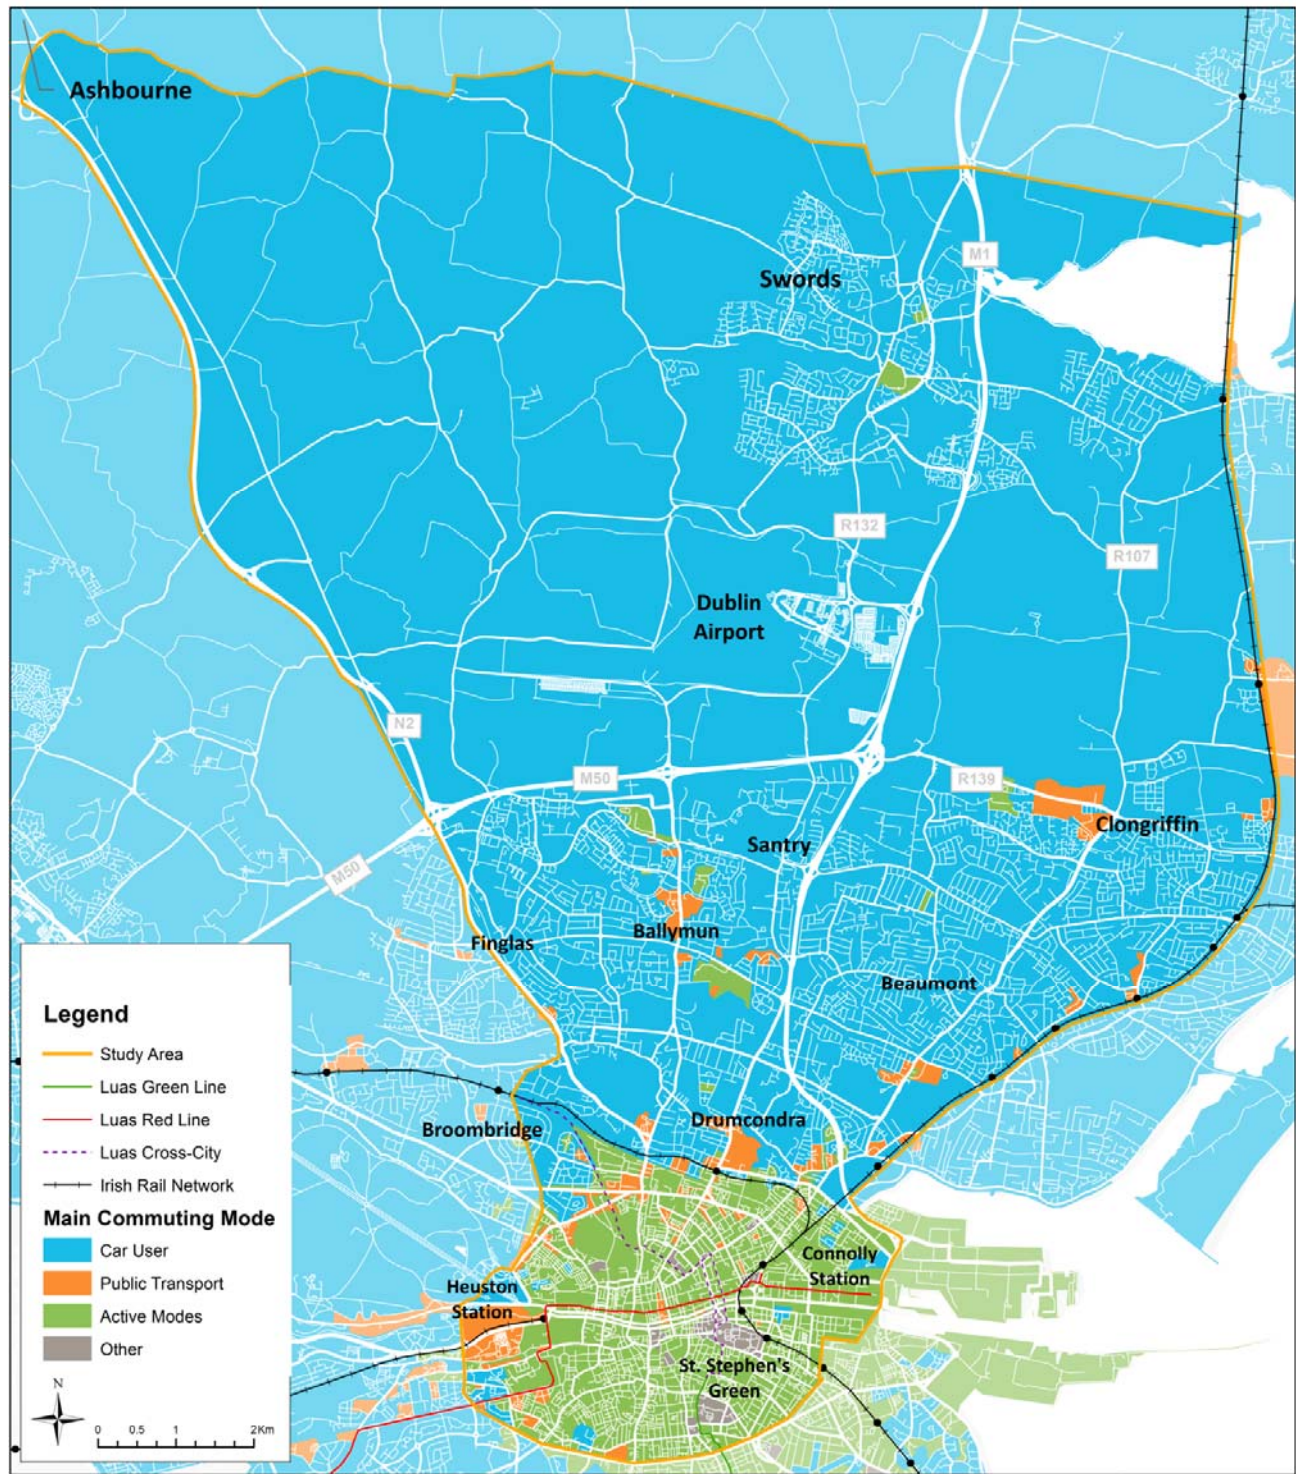 Ashbourne
Swords
M1
R132
R107
Dublin
Airport
N2
M50
R139
Clongriffin
Santry
M50
Ballymun
Finglas
Beaumont
Drumcondra
Broombridge
Connolly
Station
Heuston
Station
St. Stephen's
Green
Legend
Study Area
Luas Green Line
Luas Red Line
Luas Cross-City
Irish Rail Network
Main Commuting Mode
Car User
Public Transport
Active Modes
Other
N
0 0.5 1 2Km